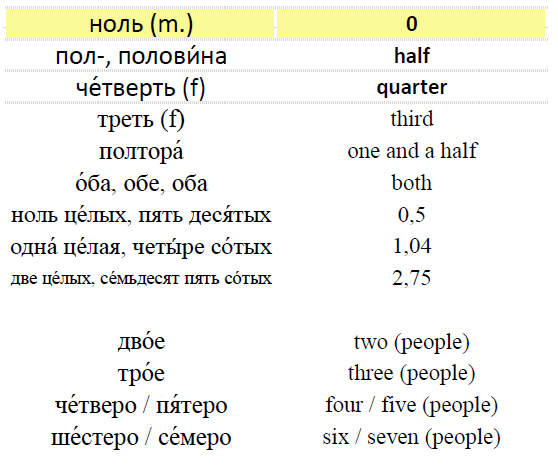 ноль (m.) 0
пол-, полови́на half
че́тверть (f) quarter
треть (f) third
полтора́ one and a half
о́ба, обе, оба both
ноль це́лых, пять деся́тых 0,5
одна́ це́лая, четы́ре со́тых 1,04
две це́лых, се́мьдесят пять со́тых 2,75
дво́е two (people)
тро́е three (people)
че́тверо / пя́теро four / five (people)
ше́стеро / се́меро six / seven (people)